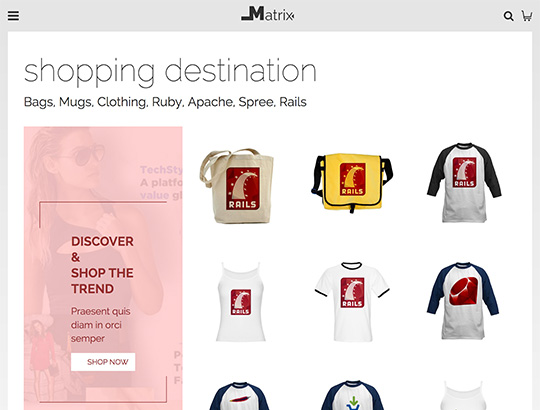 Matrix
shopping destination
Bags, Mugs, Clothing, Ruby, Apache, Spree, Rails
TechSty
A platfo
value gl
DISCOVER
&
SHOP THE
TREND
Praesent quis
diam in orci
semper
SHOP NOW
RAILS
RAILS
RAILS
RAILS
RAILS